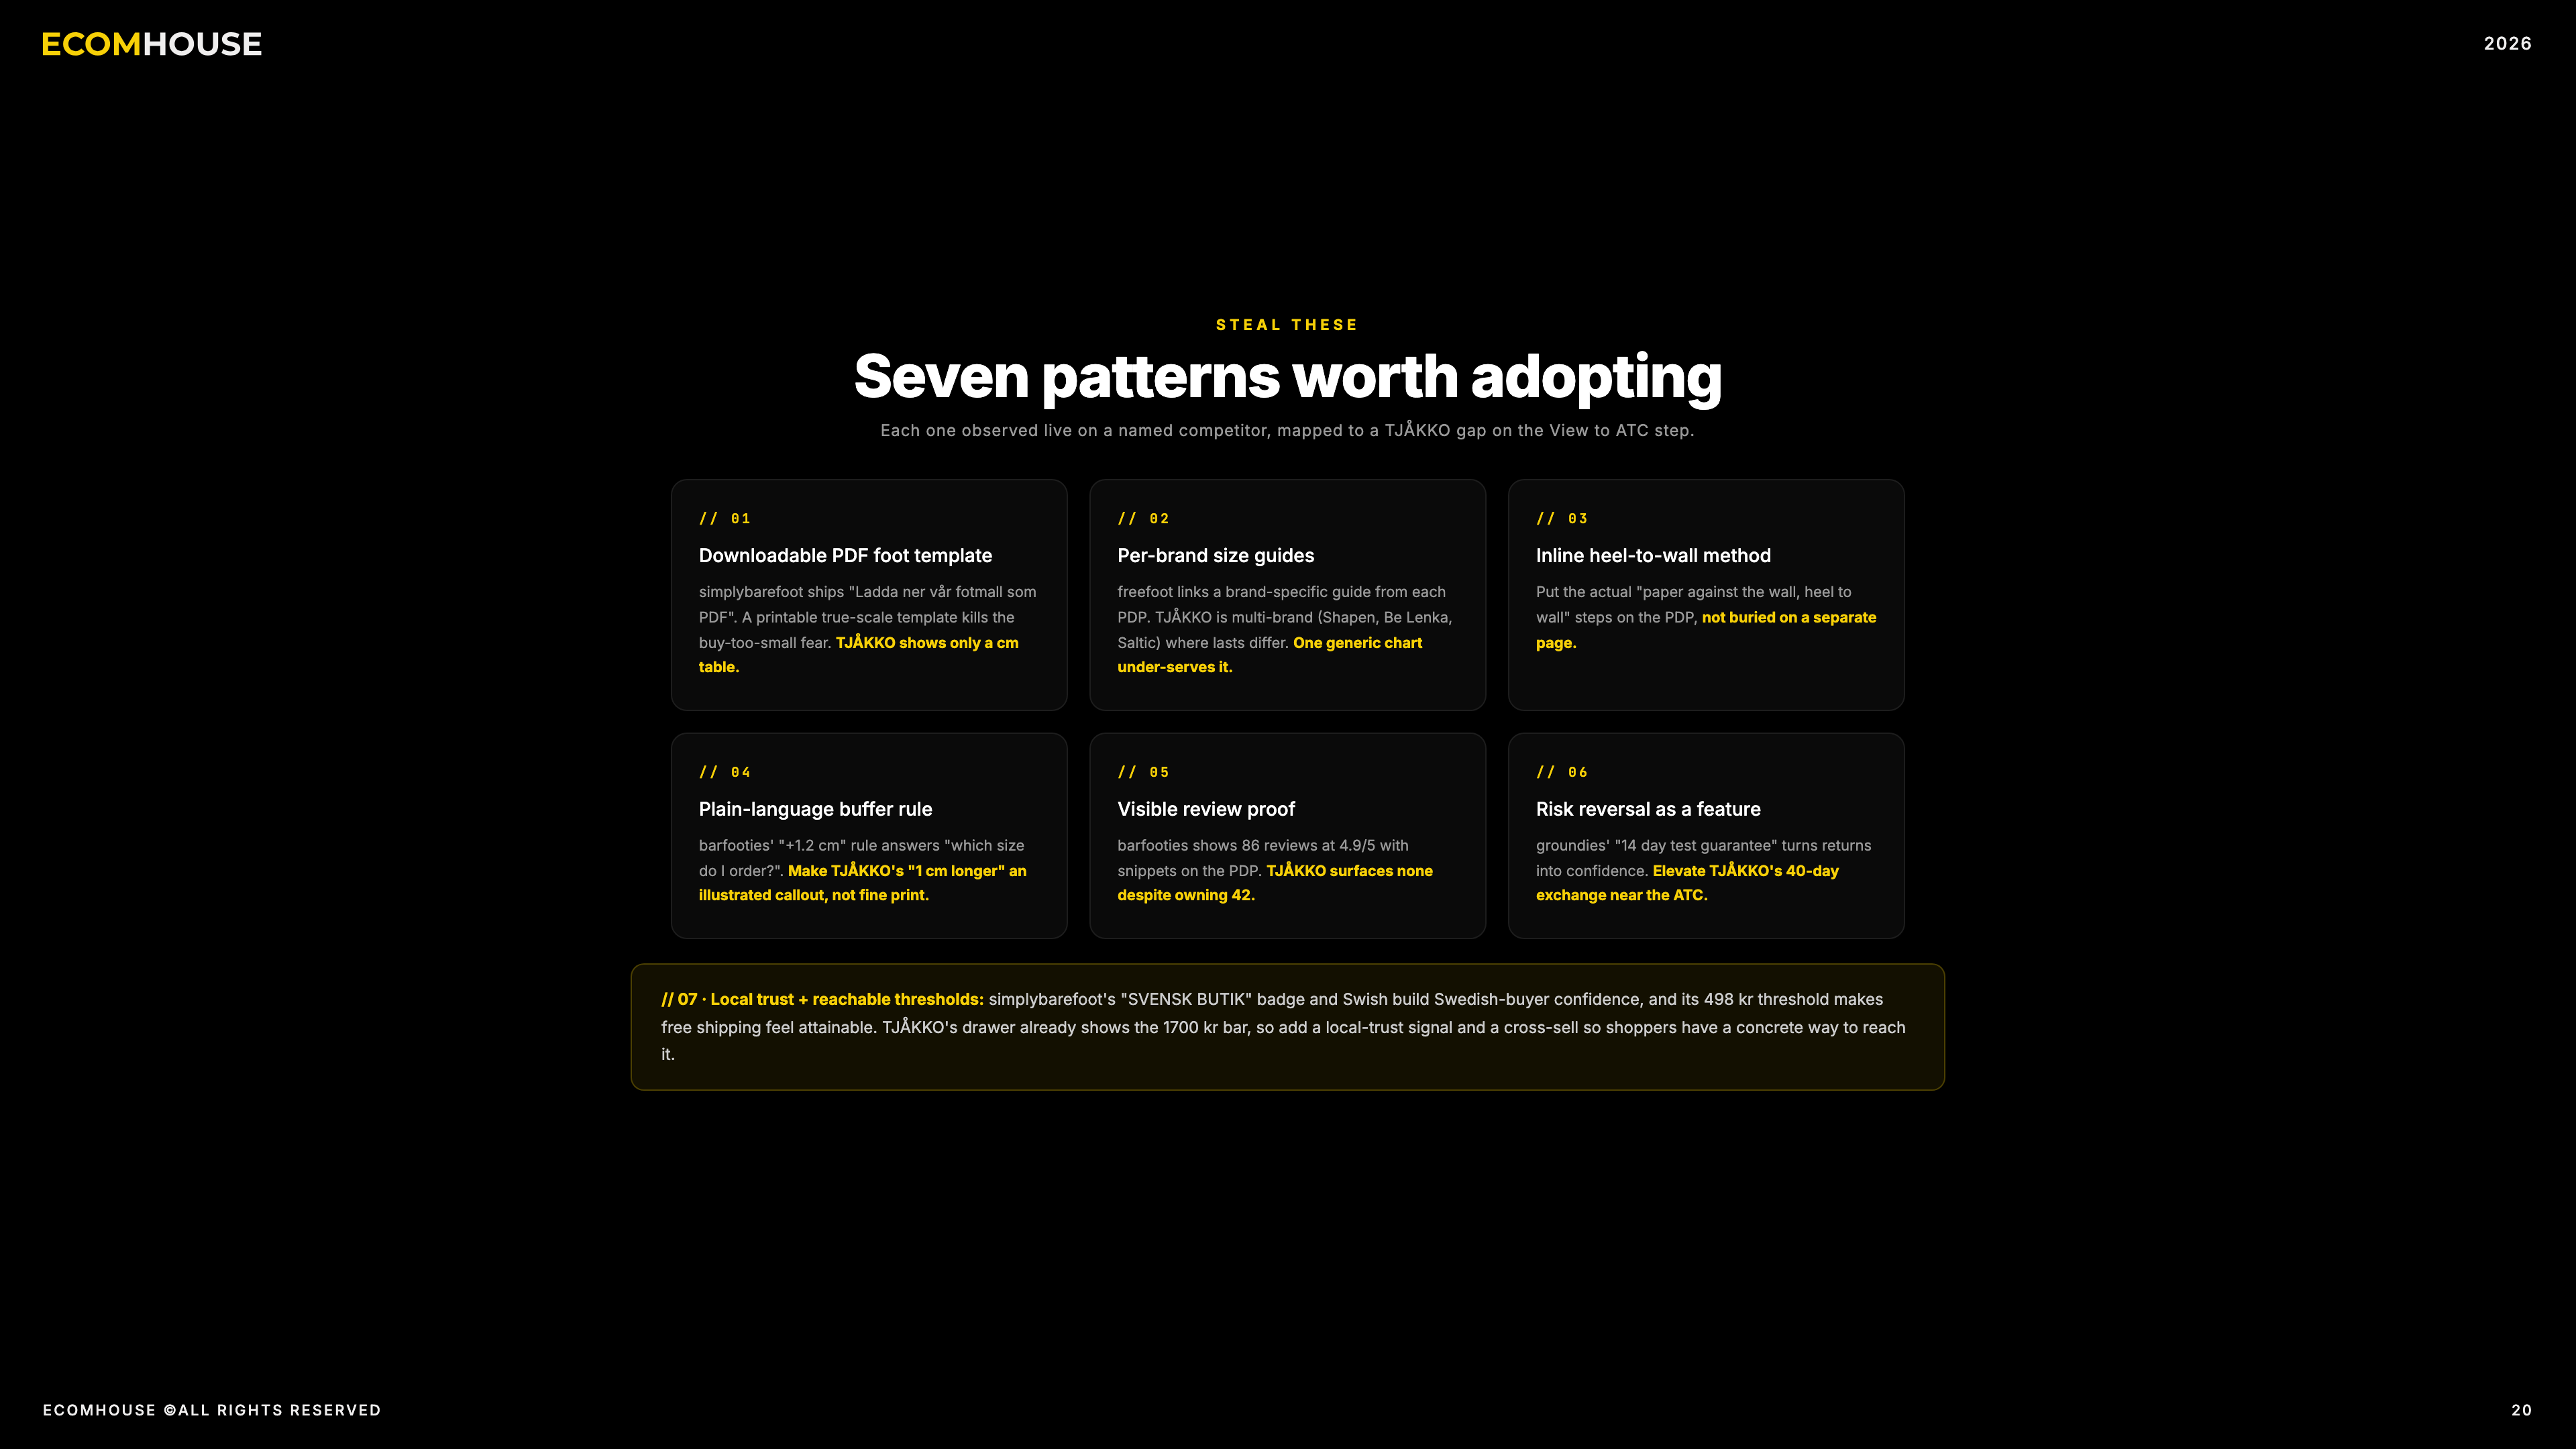 ECOMHOUSE
2026
STEAL THESE
Seven patterns worth adopting
Each one observed live on a named competitor, mapped to a TJÅKKO gap on the View to ATC step.
// 01
Downloadable PDF foot template
simplybarefoot ships "Ladda ner vår fotmall som
PDF". A printable true-scale template kills the
buy-too-small fear. TJÅKKO shows only a cm
table.
// 02
Per-brand size guides
freefoot links a brand-specific guide from each
PDP. TJÅKKO is multi-brand (Shapen, Be Lenka,
Saltic) where lasts differ. One generic chart
under-serves it.
// 03
Inline heel-to-wall method
Put the actual "paper against the wall, heel to
wall" steps on the PDP, not buried on a separate
page.
// 04
Plain-language buffer rule
barfooties' "+1.2 cm" rule answers "which size
do I order?". Make TJÅKKO's "1 cm longer" an
illustrated callout, not fine print.
// 05
Visible review proof
barfooties shows 86 reviews at 4.9/5 with
snippets on the PDP. TJÅKKO surfaces none
despite owning 42.
// 06
Risk reversal as a feature
groundies' "14 day test guarantee" turns returns
into confidence. Elevate TJÅKKO's 40-day
exchange near the ATC.
// 07 · Local trust + reachable thresholds: simplybarefoot's "SVENSK BUTIK" badge and Swish build Swedish-buyer confidence, and its 498 kr threshold makes
free shipping feel attainable. TJÅKKO's drawer already shows the 1700 kr bar, so add a local-trust signal and a cross-sell so shoppers have a concrete way to reach
it.
ECOMHOUSE ©ALL RIGHTS RESERVED
20